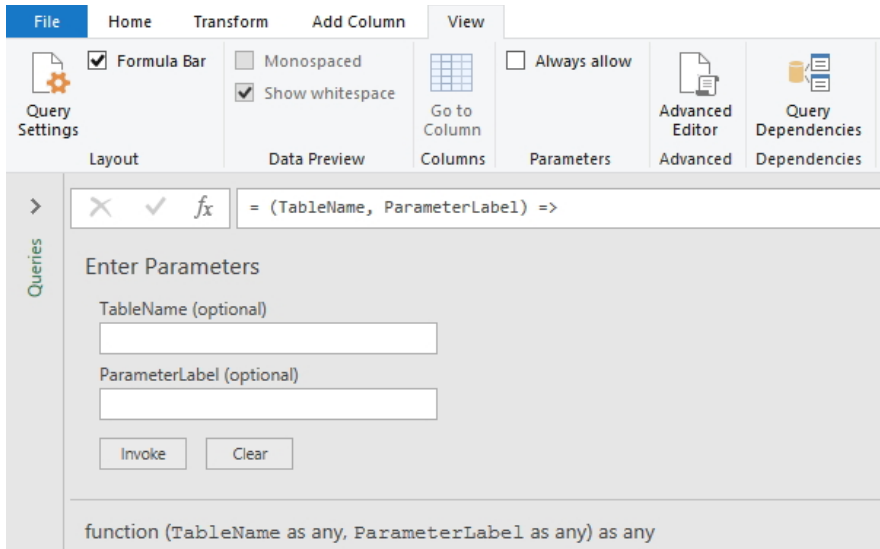 File Home Transform Add Column View
Formula Bar Monospaced Always allow
Show whitespace
Query Settings
Go to Column
Advanced Editor
Query Dependencies
Layout Data Preview Columns Parameters Advanced Dependencies
fx = (TableName, ParameterLabel) =>
Queries
Enter Parameters
TableName (optional)
ParameterLabel (optional)
Invoke Clear
function (TableName as any, ParameterLabel as any) as any